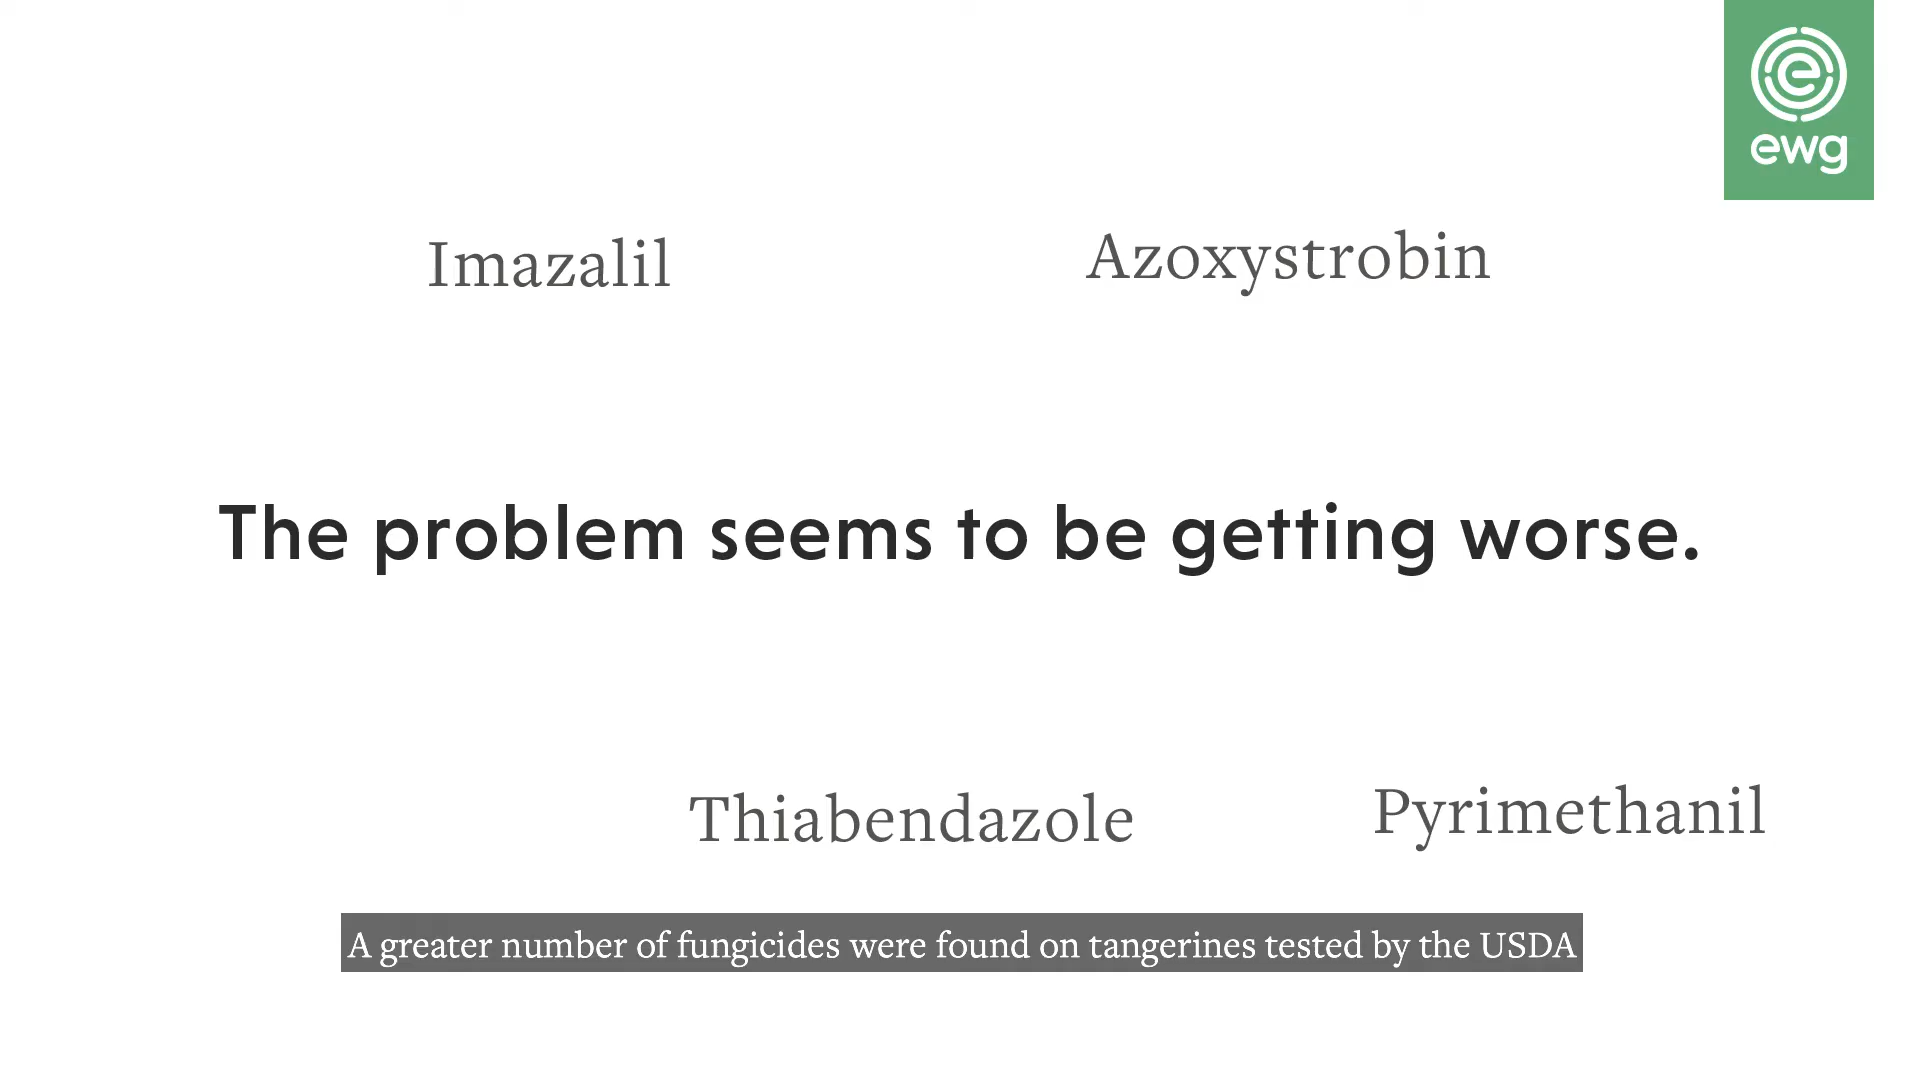 ewg
Imazalil
Azoxystrobin
The problem seems to be getting worse.
Thiabendazole
Pyrimethanil
A greater number of fungicides were found on tangerines tested by the USDA